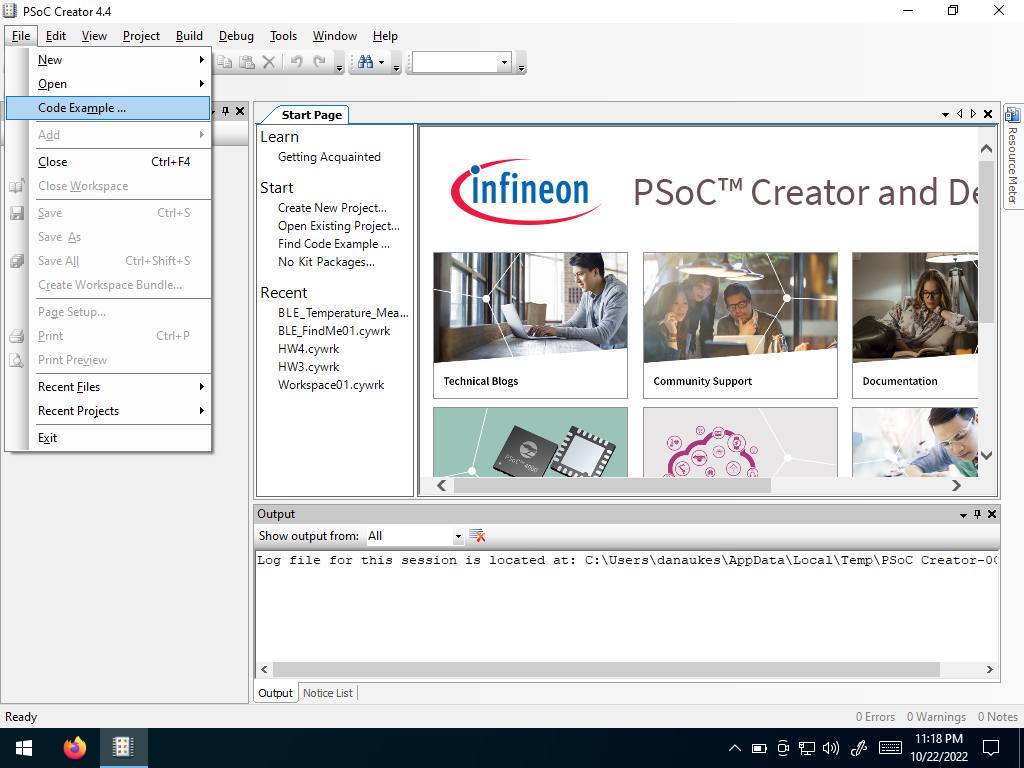 PSoC Creator 4.4
File Edit View Project Build Debug Tools Window Help
New
Open
Code Example ...
Add
Close Ctrl+F4
Close Workspace
Save Ctrl+S
Save As
Save All Ctrl+Shift+S
Create Workspace Bundle...
Page Setup...
Print Ctrl+P
Print Preview
Recent Files
Recent Projects
Exit
Start Page
Learn
Getting Acquainted
Start
Create New Project...
Open Existing Project...
Find Code Example ...
No Kit Packages...
Recent
BLE_Temperature_Mea...
BLE_FindMe01.cywrk
HW4.cywrk
HW3.cywrk
Workspace01.cywrk
infineon
PSoC™ Creator and De
Technical Blogs
Community Support
Documentation
PSoC® 4000
Resource Meter
Output
Show output from: All
Log file for this session is located at: C:\Users\danaukes\AppData\Local\Temp\PSoC Creator-00
Output Notice List
Ready
0 Errors 0 Warnings 0 Notes
11:18 PM
10/22/2022